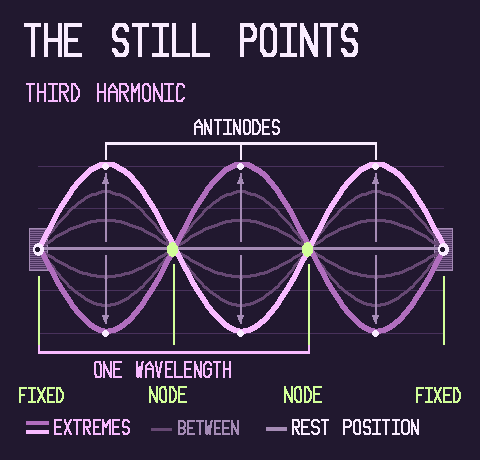 THE STILL POINTS
THIRD HARMONIC
ANTINODES
ONE WAVELENGTH
FIXED NODE NODE FIXED
EXTREMES BETWEEN REST POSITION